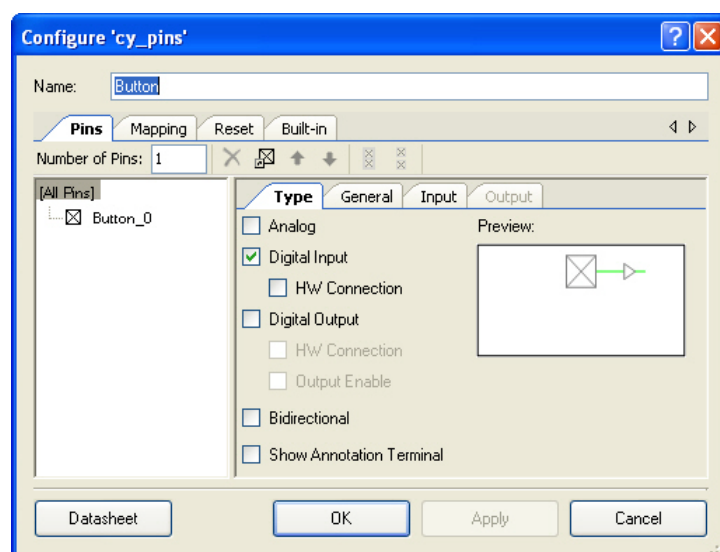 Configure 'cy_pins'
Name: Button
Pins Mapping Reset Built-in
Number of Pins: 1
[All Pins]
Button_0
Type General Input Output
Analog
Preview:
Digital Input
HW Connection
Digital Output
HW Connection
Output Enable
Bidirectional
Show Annotation Terminal
Datasheet OK Apply Cancel